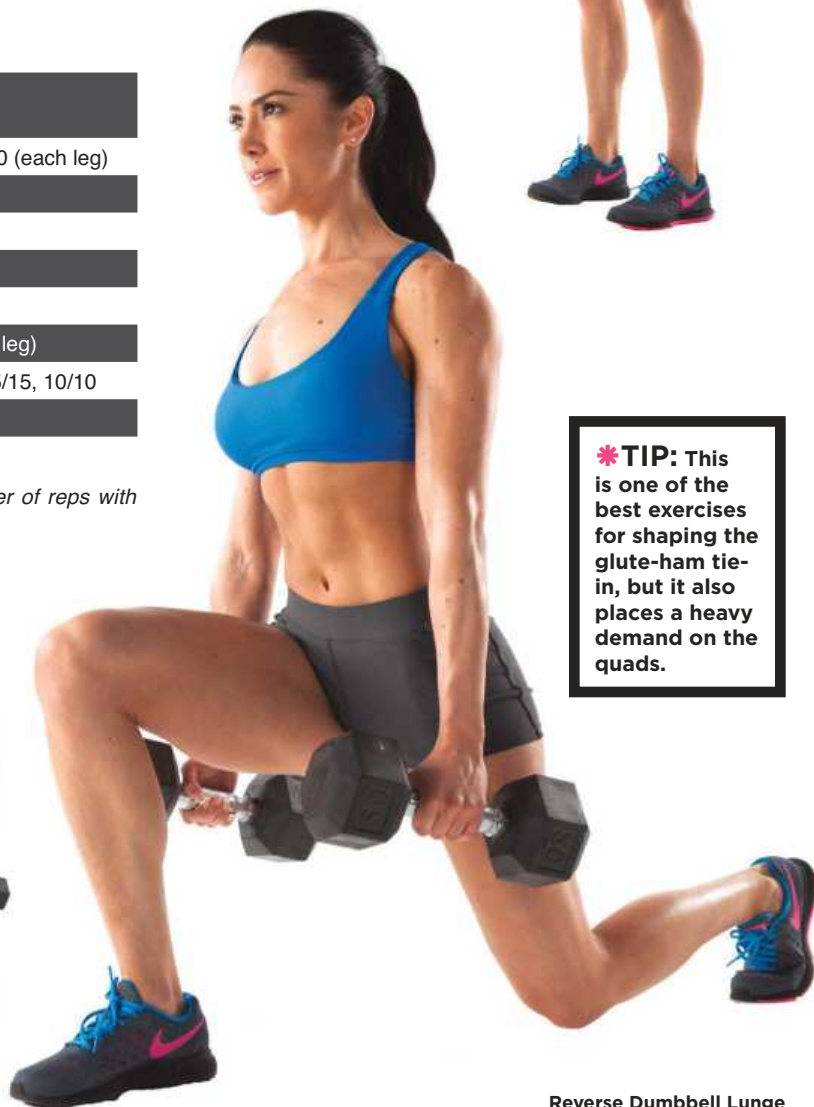 0 (each leg)
leg)
/15, 10/10
er of reps with
*TIP: This
is one of the
best exercises
for shaping the
glute-ham tie-
in, but it also
places a heavy
demand on the
quads.
50
Reverse Dumbbell Lunge